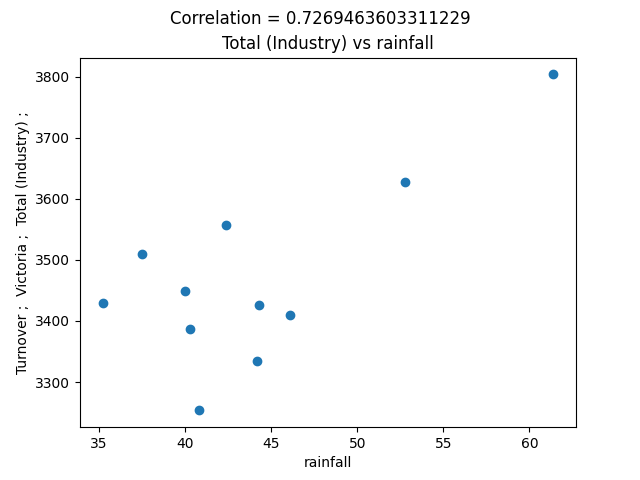 Correlation = 0.7269463603311229
Total (Industry) vs rainfall
Turnover ;  Victoria ;  Total (Industry) ;
3800
3700
3600
3500
3400
3300
35 40 45 50 55 60
rainfall